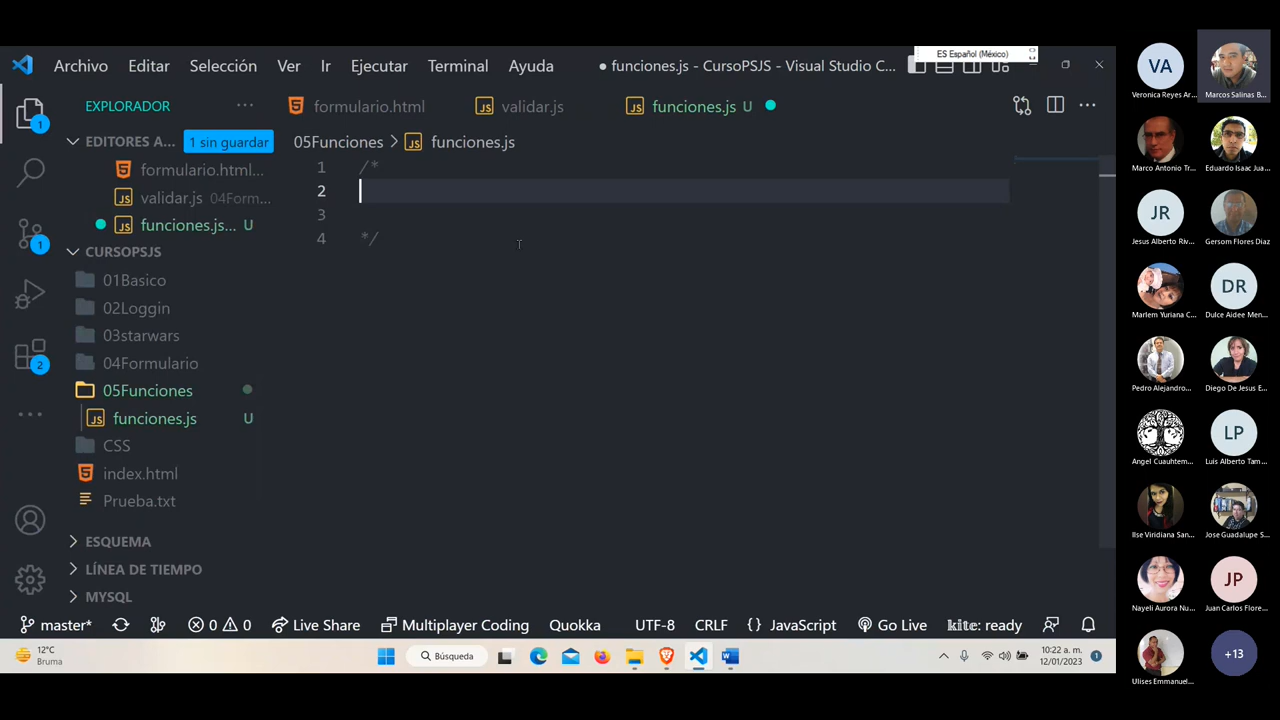 ES Español (México)
Archivo Editar Selección Ver Ir Ejecutar Terminal Ayuda
● funciones.js - CursoPSJS - Visual Studio C...
EXPLORADOR
formulario.html validar.js funciones.js U
EDITORES A... 1 sin guardar
formulario.html...
validar.js 04Form...
funciones.js... U
05Funciones > funciones.js
1 /*
2
3
4 */
CURSOPSJS
01Basico
02Loggin
03starwars
04Formulario
05Funciones
funciones.js U
CSS
index.html
Prueba.txt
ESQUEMA
LÍNEA DE TIEMPO
MYSQL
1
1
2
master* 0 0 Live Share Multiplayer Coding Quokka UTF-8 CRLF {} JavaScript Go Live kite: ready
12°C
Bruma
Búsqueda
10:22 a. m.
12/01/2023
1
VA
Veronica Reyes Ar...
Marcos Salinas B...
Marco Antonio Tr...
Eduardo Isaac Jua...
JR
Jesus Alberto Riv...
Gersom Flores Diaz
Marlem Yuriana C...
DR
Dulce Aidee Men...
Pedro Alejandro...
Diego De Jesus E...
Angel Cuauhtem...
LP
Luis Alberto Tam...
Ilse Viridiana San...
Jose Guadalupe S...
Nayeli Aurora Nu...
JP
Juan Carlos Flore...
Ulises Emmanuel...
+13